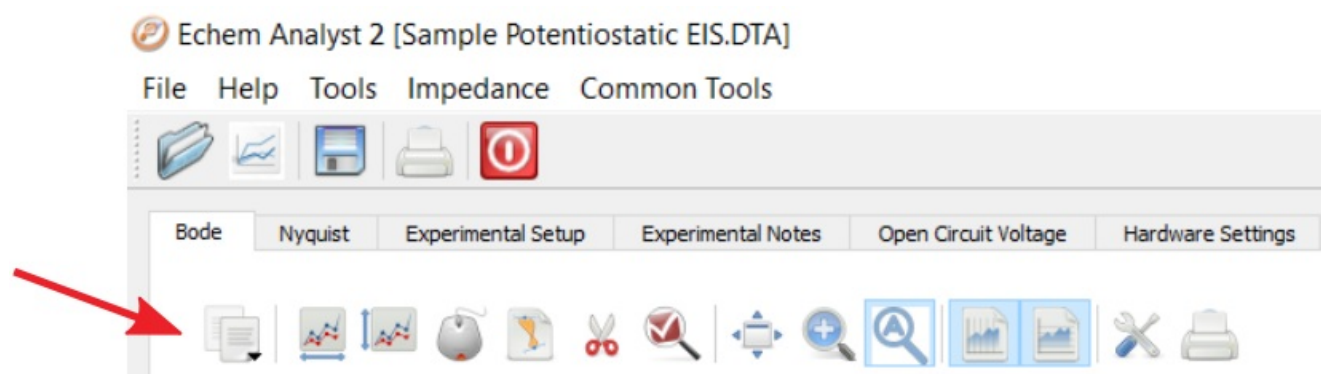 Echem Analyst 2 [Sample Potentiostatic EIS.DTA]
File Help Tools Impedance Common Tools
Bode Nyquist Experimental Setup Experimental Notes Open Circuit Voltage Hardware Settings
A